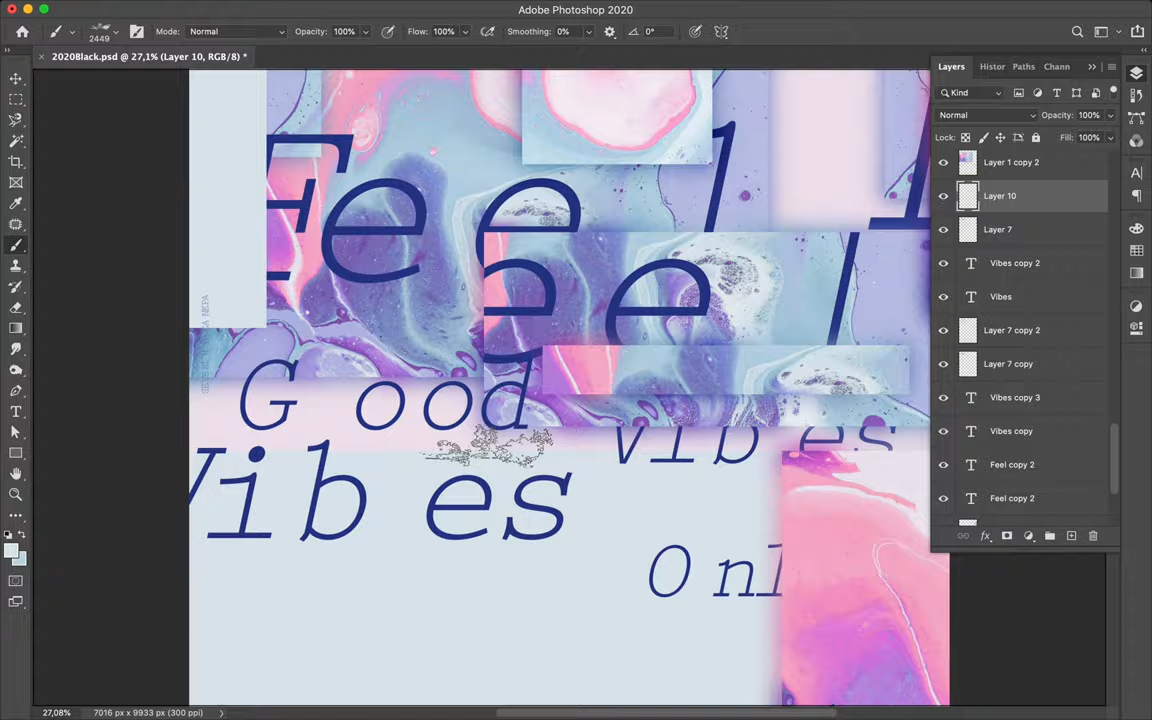 Adobe Photoshop 2020
2449
Mode: Normal
Opacity: 100%
Flow: 100%
Smoothing: 0%
0°
2020Black.psd @ 27,1% (Layer 10, RGB/8) *
Layers
Histor
Paths
Chann
Kind
Normal
Opacity: 100%
Lock:
Fill: 100%
Layer 1 copy 2
Layer 10
Layer 7
Vibes copy 2
Vibes
Layer 7 copy 2
Layer 7 copy
Vibes copy 3
Vibes copy
Feel copy 2
Feel copy 2
Feel
eel
Good
Vibes
Vibes
Onl
27,08%
7016 px x 9933 px (300 ppi)